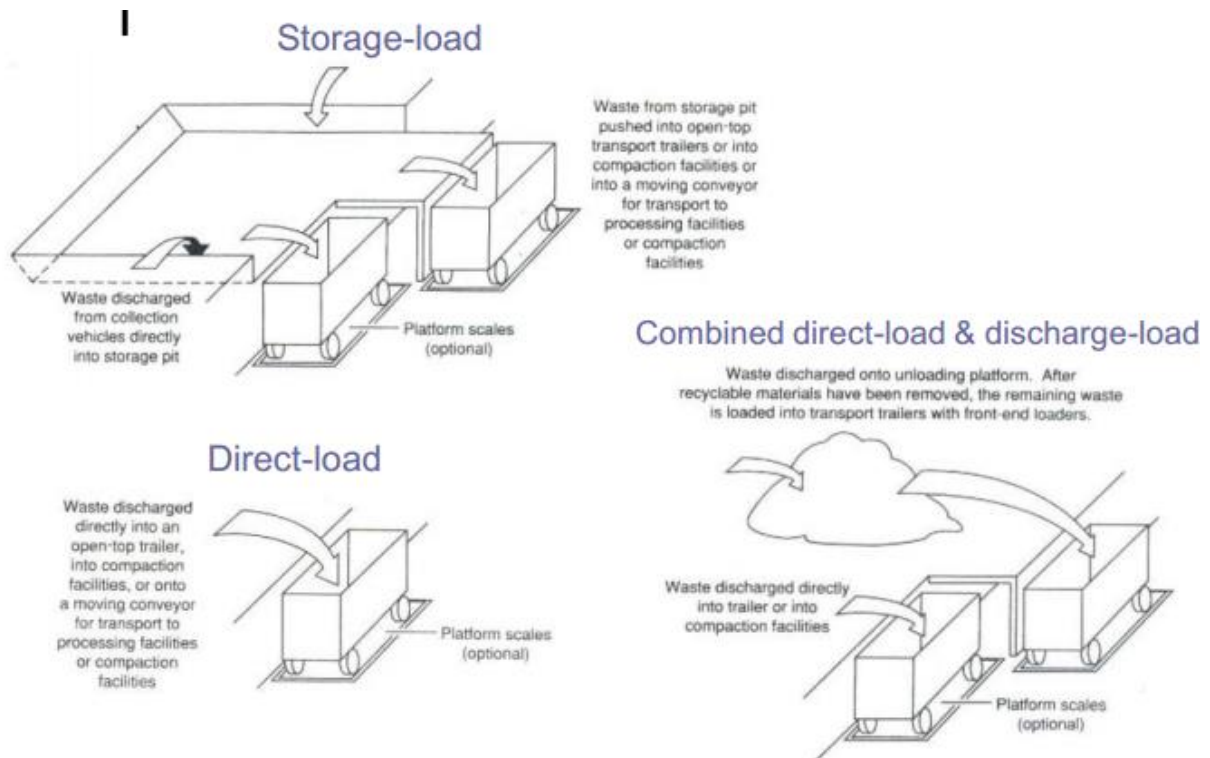 I
Storage-load
Waste from storage pit
pushed into open-top
transport trailers or into
compaction facilities or
into a moving conveyor
for transport to
processing facilities
or compaction
facilities
Waste discharged
from collection
vehicles directly
into storage pit
Platform scales
(optional)
Combined direct-load & discharge-load
Waste discharged onto unloading platform. After
recyclable materials have been removed, the remaining waste
is loaded into transport trailers with front-end loaders.
Direct-load
Waste discharged
directly into an
open-top trailer,
into compaction
facilities, or onto
a moving conveyor
for transport to
processing facilities
or compaction
facilities
Platform scales
(optional)
Waste discharged directly
into trailer or into
compaction facilities
Platform scales
(optional)